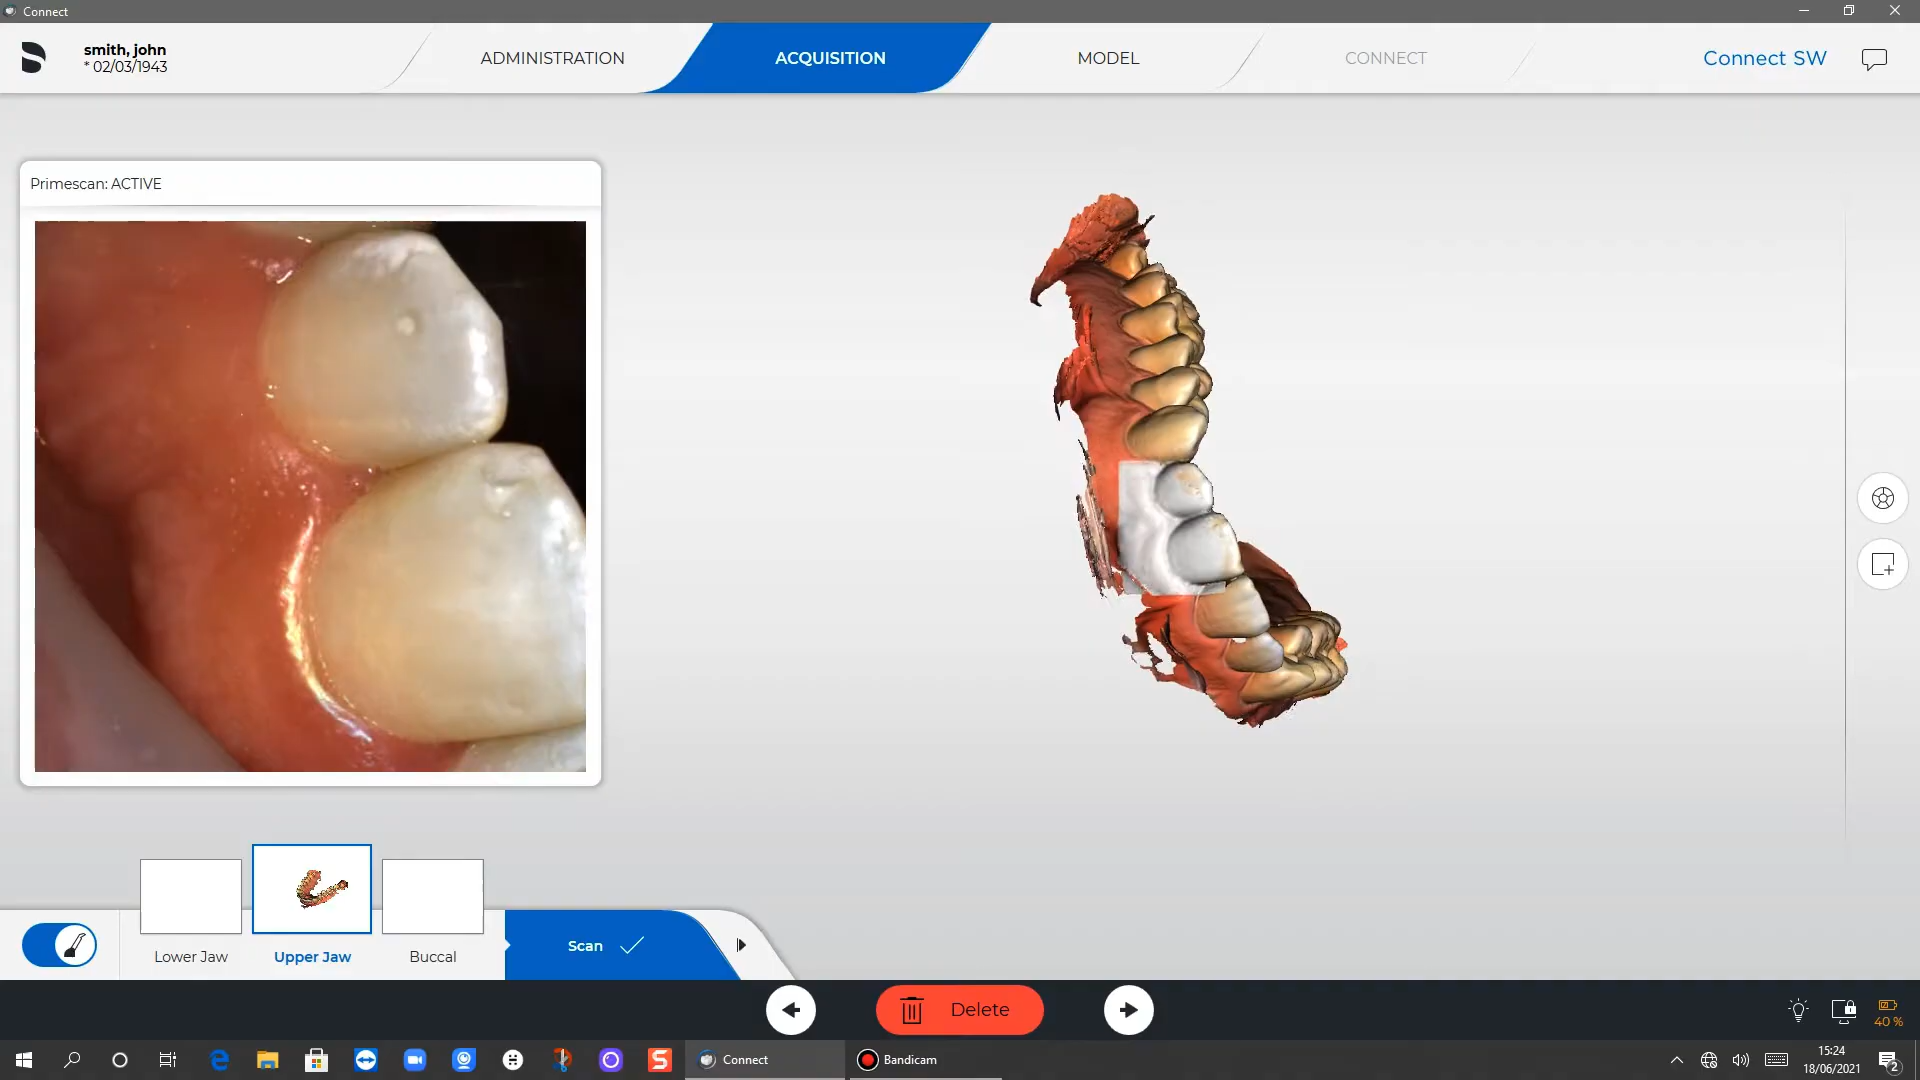 Connect
smith, john
* 02/03/1943
ADMINISTRATION
ACQUISITION
MODEL
CONNECT
Connect SW
Primescan: ACTIVE
Lower Jaw
Upper Jaw
Buccal
Scan
Delete
40 %
Connect
Bandicam
15:24
18/06/2021
2